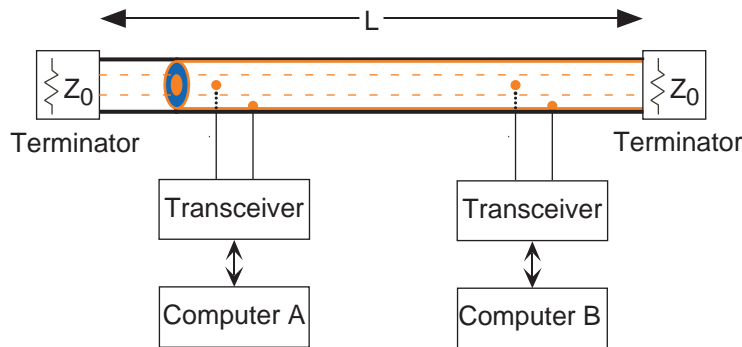 L
Z0 Z0
Terminator Terminator
Transceiver Transceiver
Computer A Computer B